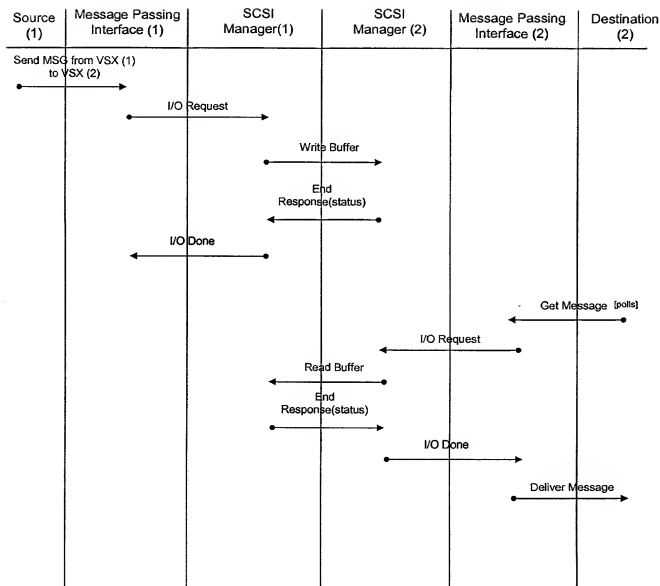 Source (1)
Message Passing Interface (1)
SCSI Manager(1)
SCSI Manager (2)
Message Passing Interface (2)
Destination (2)
Send MSG from VSX (1)
to VSX (2)
I/O Request
Write Buffer
End
Response(status)
I/O Done
Get Message [polls]
I/O Request
Read Buffer
End
Response(status)
I/O Done
Deliver Message